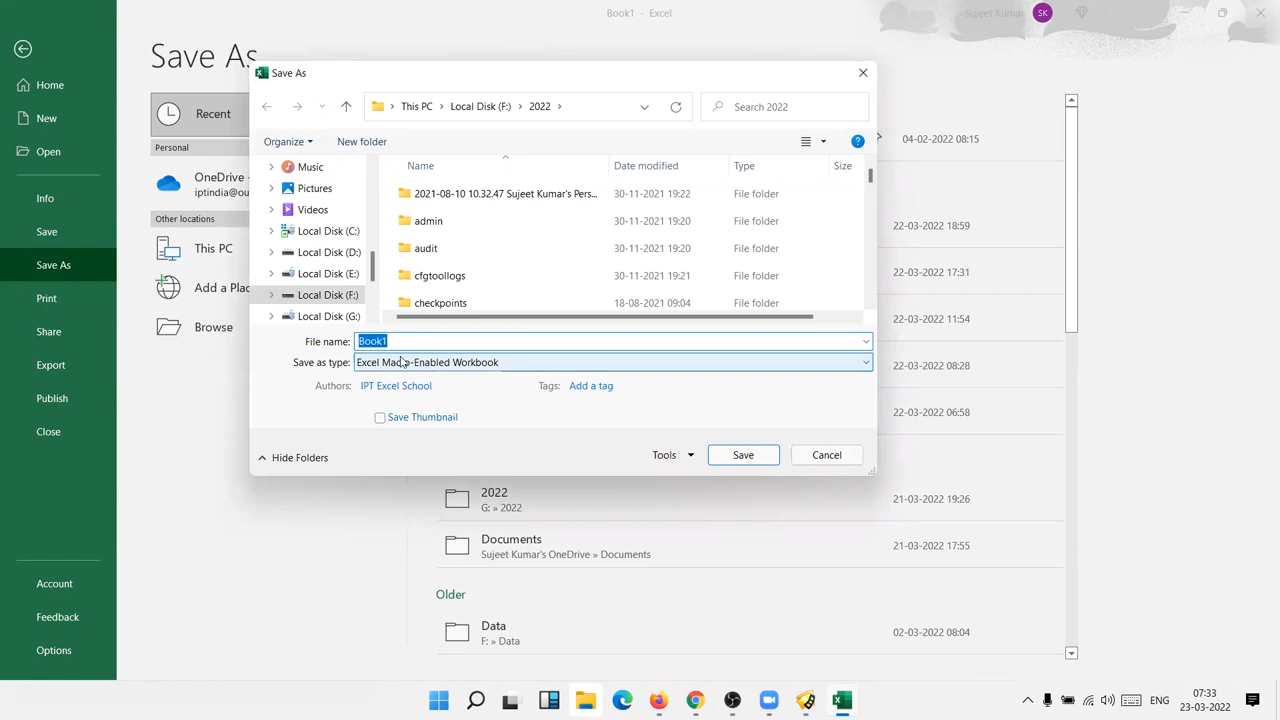 Book1 - Excel
Sujeet Kumar SK
Save As
Home
New
Open
Info
Save
Save As
Print
Share
Export
Publish
Close
Account
Feedback
Options
Recent
Personal
OneDrive -
iptindia@ou
Other locations
This PC
Add a Pla
Browse
Save As
This PC > Local Disk (F:) > 2022 >
Search 2022
Organize New folder
Music
Pictures
Videos
Local Disk (C:)
Local Disk (D:)
Local Disk (E:)
Local Disk (F:)
Local Disk (G:)
Name Date modified Type Size
2021-08-10 10.32.47 Sujeet Kumar's Pers... 30-11-2021 19:22 File folder
admin 30-11-2021 19:20 File folder
audit 30-11-2021 19:20 File folder
cfgtoollogs 30-11-2021 19:21 File folder
checkpoints 18-08-2021 09:04 File folder
File name: Book1
Save as type: Excel Macro-Enabled Workbook
Authors: IPT Excel School Tags: Add a tag
Save Thumbnail
Hide Folders Tools Save Cancel
04-02-2022 08:15
22-03-2022 18:59
22-03-2022 17:31
22-03-2022 11:54
22-03-2022 08:28
22-03-2022 06:58
2022 21-03-2022 19:26
G: » 2022
Documents 21-03-2022 17:55
Sujeet Kumar's OneDrive » Documents
Older
Data 02-03-2022 08:04
F: » Data
ENG
07:33
23-03-2022